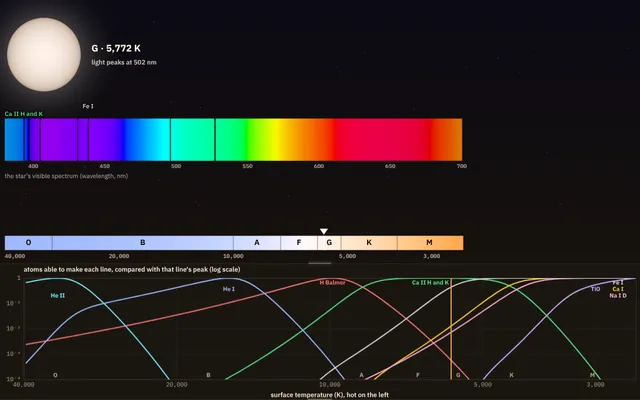 G · 5,772 K
light peaks at 502 nm
Fe I
Ca II H and K
400 450 500 550 600 650 700
the star's visible spectrum (wavelength, nm)
O B A F G K M
40,000 20,000 10,000 5,000 3,000
atoms able to make each line, compared with that line's peak (log scale)
1
He II
He I
H Balmer
Ca II H and K
TiO
Fe I
Ca I
Na I D
10⁻¹
10⁻²
10⁻³
10⁻⁴
O B A F G K M
40,000 20,000 10,000 5,000 3,000
surface temperature (K), hot on the left